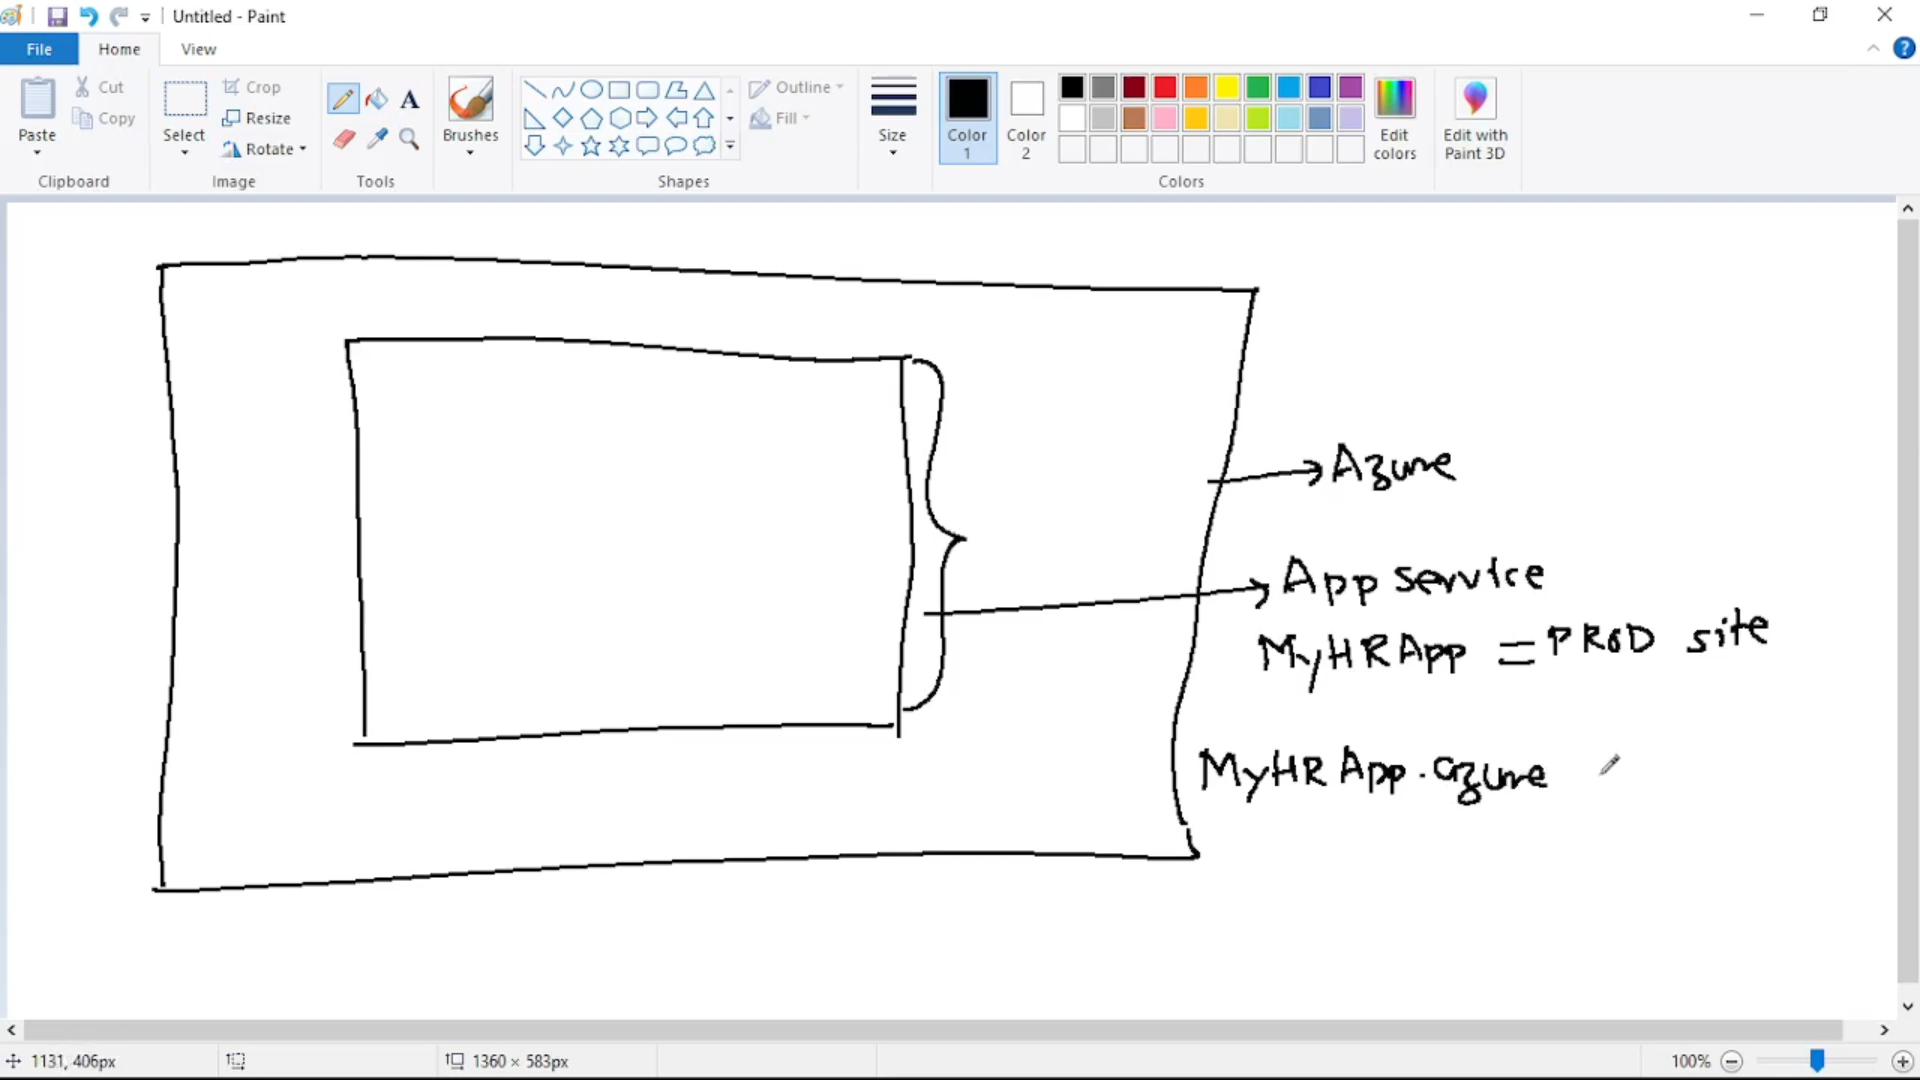 Untitled - Paint
File Home View
Paste
Cut
Copy
Clipboard
Select
Crop
Resize
Rotate
Image
Tools
Brushes
Shapes
Outline
Fill
Size
Color 1
Color 2
Edit colors
Colors
Edit with Paint 3D
Azure
App service
MyHRApp = PROD site
MyHRApp.azure
1131, 406px
1360 × 583px
100%